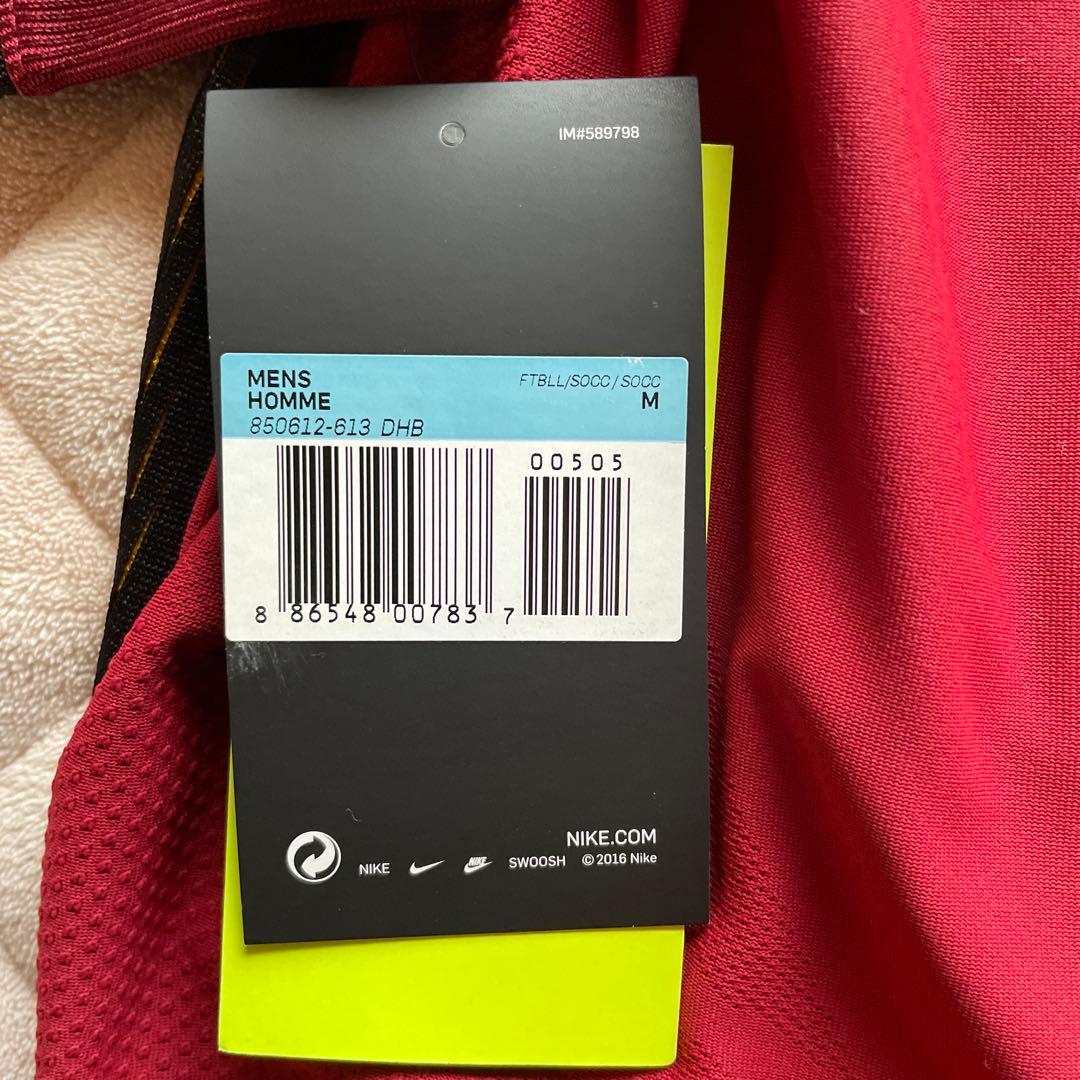 IM#589798
MENS FTBLL/SOCC/SOCC
HOMME M
850612-613 DHB
00505
8 86548 00783 7
NIKE.COM
NIKE NIKE SWOOSH © 2016 Nike